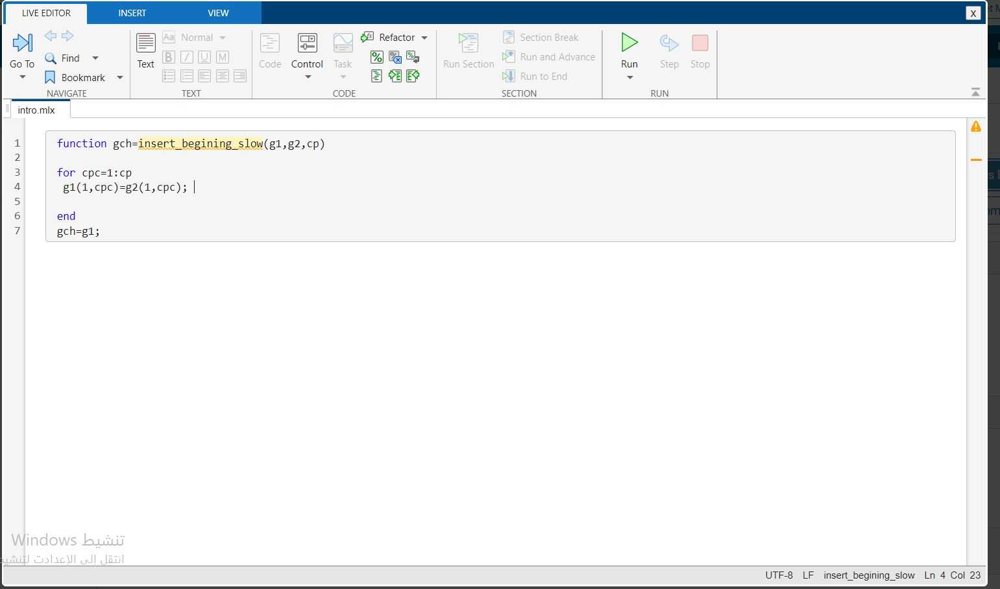 LIVE EDITOR INSERT VIEW X
Go To
Find
Bookmark
NAVIGATE
Text
Aa Normal
B I U M
TEXT
Code
Control
Task
Refactor
CODE
Run Section
Section Break
Run and Advance
Run to End
SECTION
Run
Step
Stop
RUN
intro.mlx
1 function gch=insert_begining_slow(g1,g2,cp)
2
3 for cpc=1:cp
4 g1(1,cpc)=g2(1,cpc);
5
6 end
7 gch=g1;
تنشيط Windows
انتقل إلى الإعدادت
UTF-8 LF insert_begining_slow Ln 4 Col 23